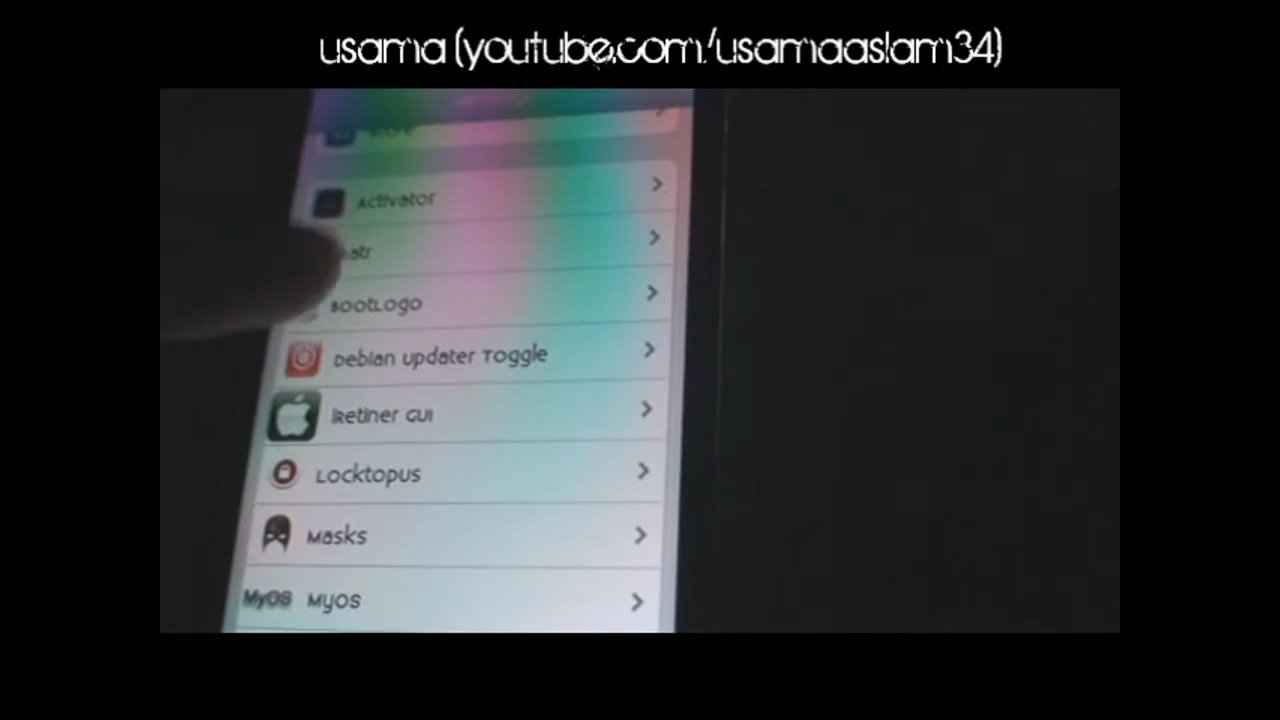 usama (youtube.com/usamaaslam34)
Activator
BootLogo
Debian Updater Toggle
iRetiner GUI
Locktopus
Masks
MyOS MyOS